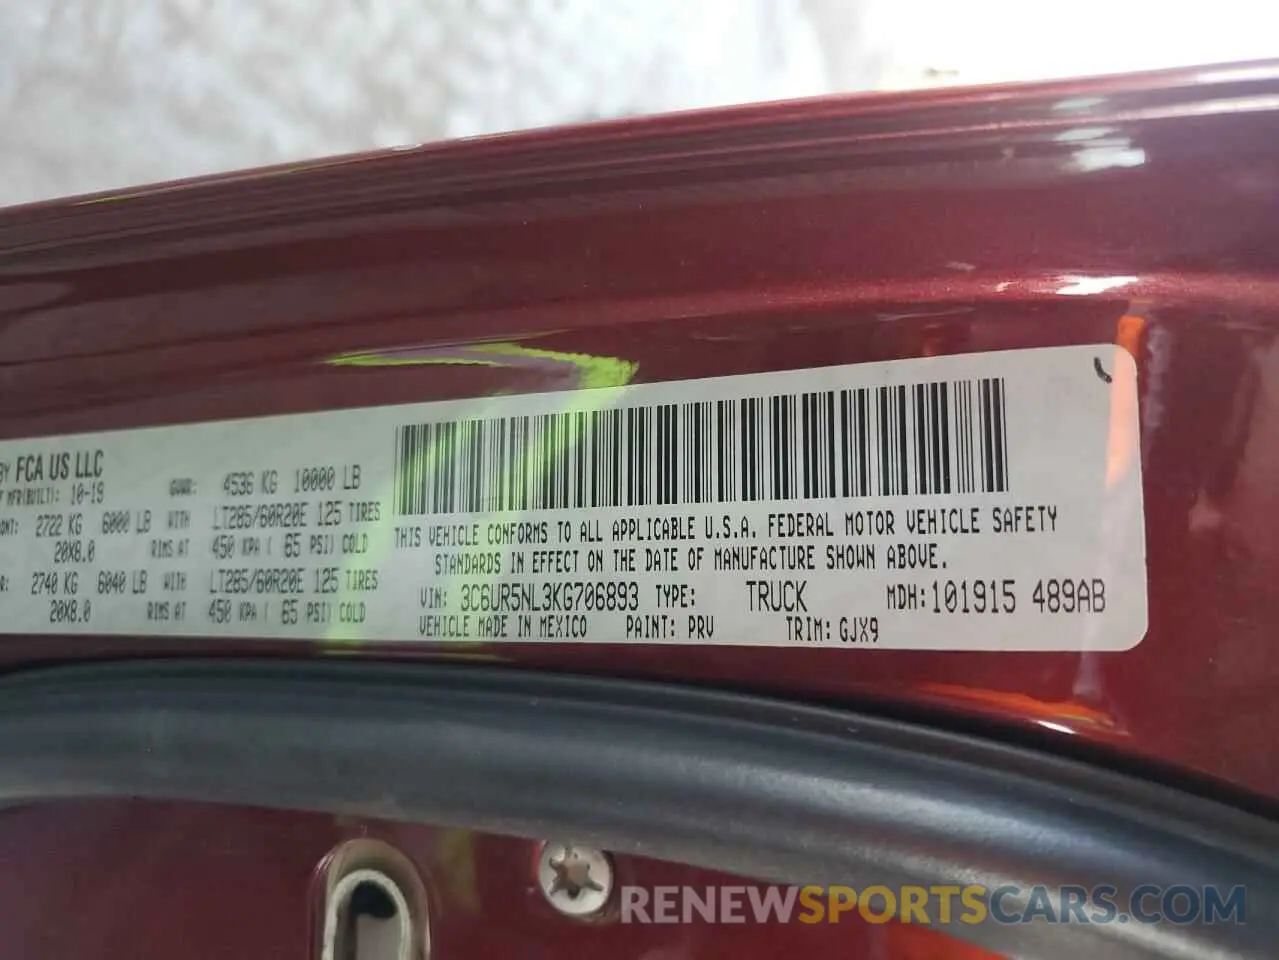 BY FCA US LLC
MFR(BUILT): 10-19 GVWR: 4536 KG 10000 LB
2722 KG 6000 LB WITH LT285/60R20E 125 TIRES
20X8.0 RIMS AT 450 KPA ( 65 PSI) COLD
2740 KG 6040 LB WITH LT285/60R20E 125 TIRES
20X8.0 RIMS AT 450 KPA ( 65 PSI) COLD
THIS VEHICLE CONFORMS TO ALL APPLICABLE U.S.A. FEDERAL MOTOR VEHICLE SAFETY
STANDARDS IN EFFECT ON THE DATE OF MANUFACTURE SHOWN ABOVE.
VIN: 3C6UR5NL3KG706893 TYPE: TRUCK MDH: 101915 489AB
VEHICLE MADE IN MEXICO PAINT: PRV TRIM: GJX9
RENEWSPORTSCARS.COM